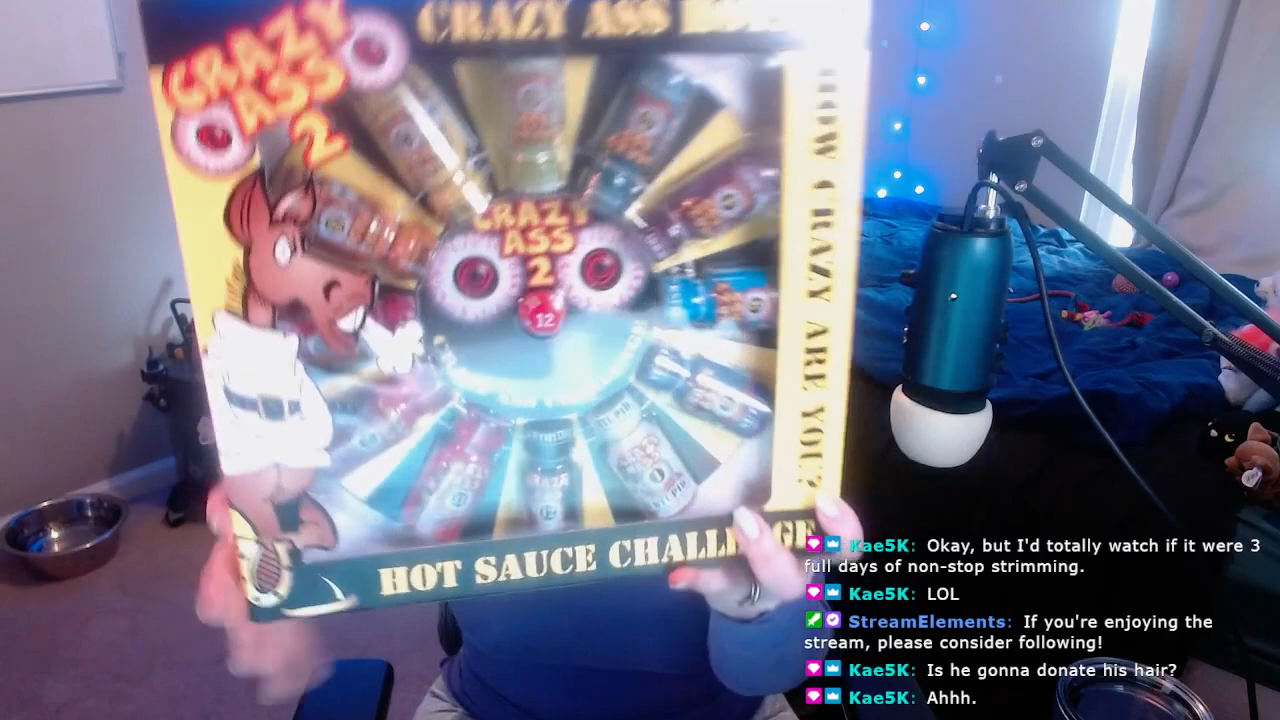 CRAZY ASS
CRAZY
ASS
2
CRAZY
ASS
2
12
HOW CRAZY ARE YOU?
HOT SAUCE CHALLENGE
Kae5K: Okay, but I'd totally watch if it were 3
full days of non-stop strimming.
Kae5K: LOL
StreamElements: If you're enjoying the
stream, please consider following!
Kae5K: Is he gonna donate his hair?
Kae5K: Ahhh.